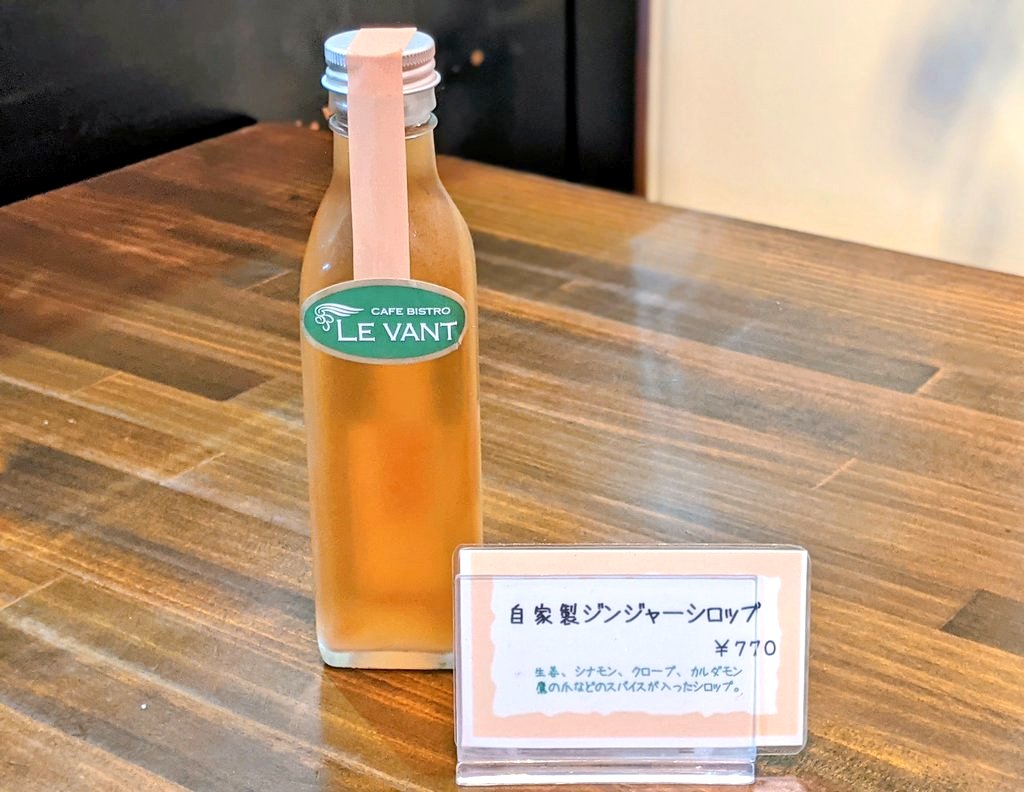 CAFE BISTRO
LE VANT
自家製ジンジャーシロップ
￥770
生姜、シナモン、クローブ、カルダモン
鷹の爪などのスパイスが入ったシロップ。